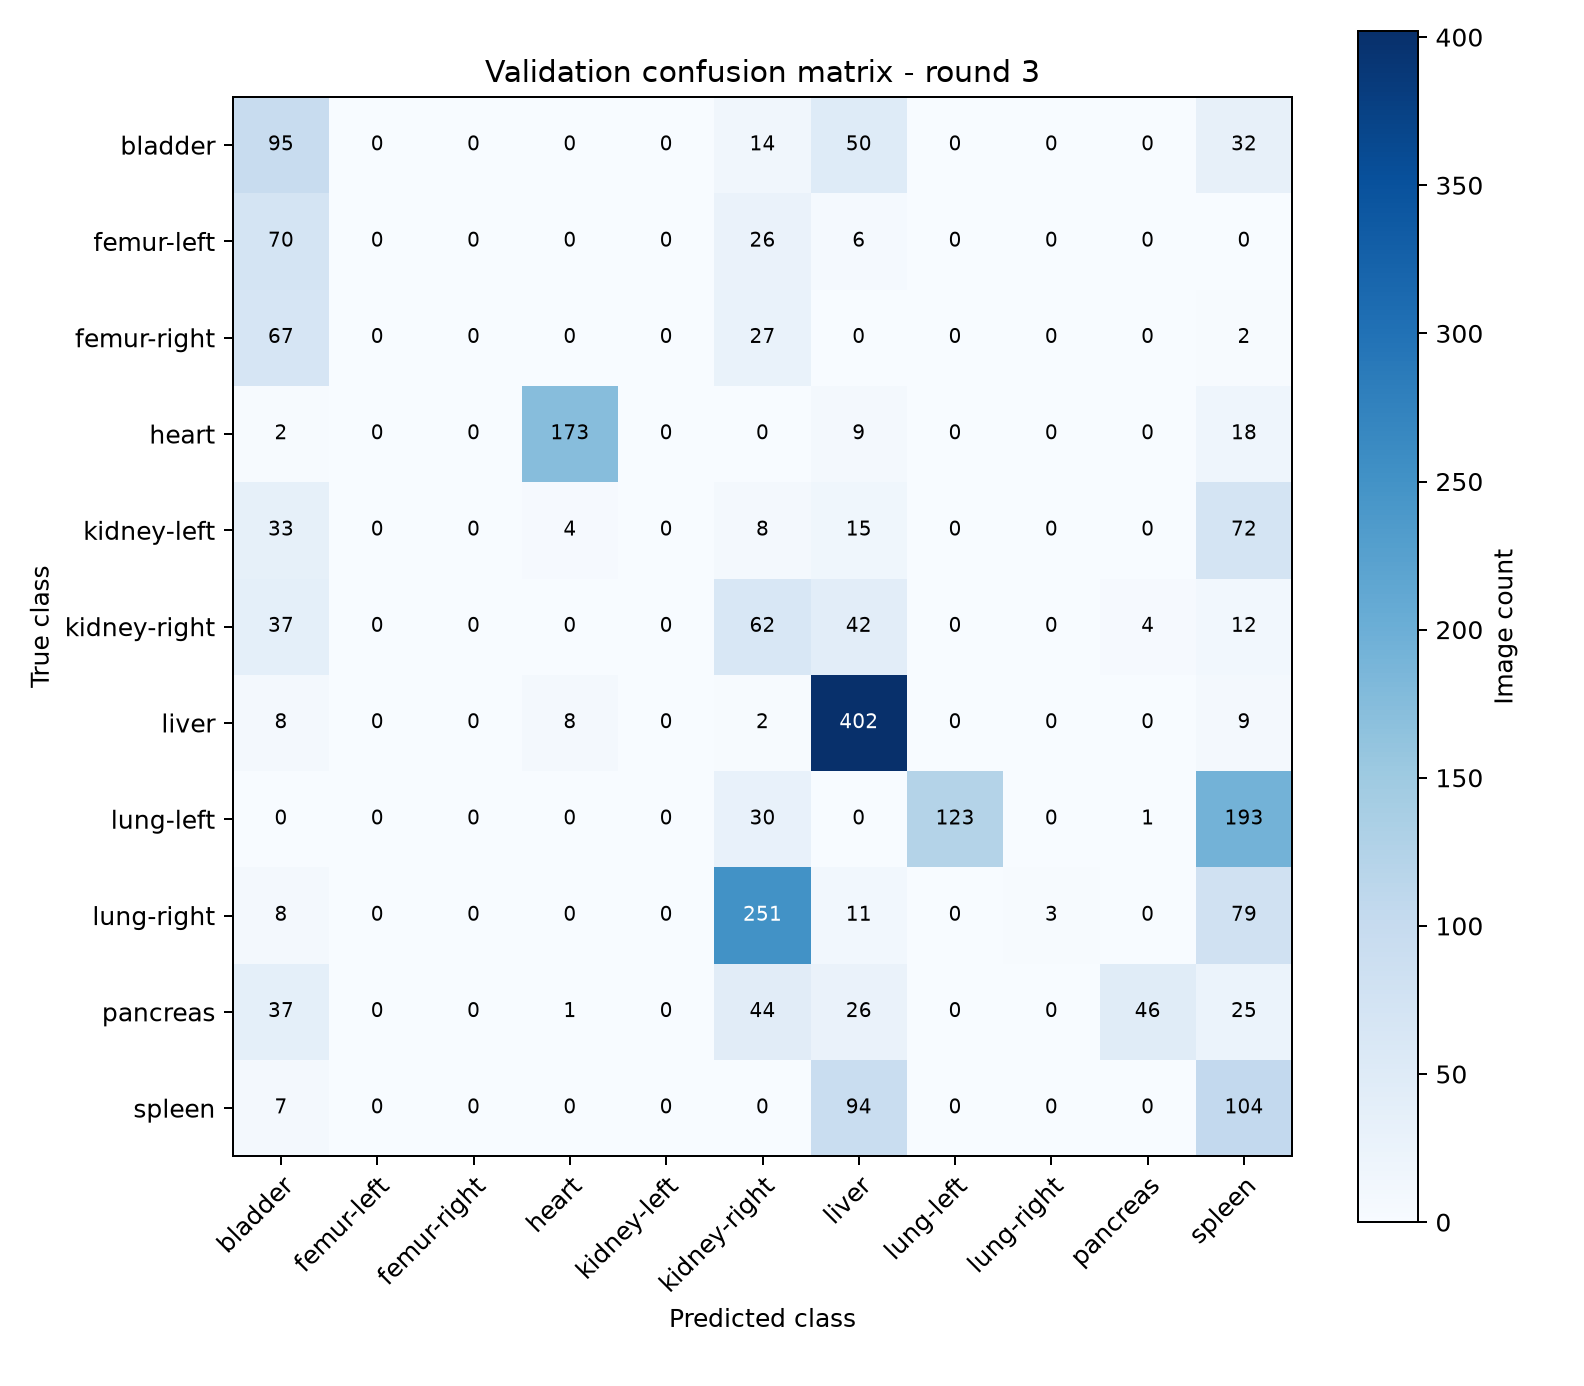 Validation confusion matrix - round 3
True class
bladder 95 0 0 0 0 14 50 0 0 0 32
femur-left 70 0 0 0 0 26 6 0 0 0 0
femur-right 67 0 0 0 0 27 0 0 0 0 2
heart 2 0 0 173 0 0 9 0 0 0 18
kidney-left 33 0 0 4 0 8 15 0 0 0 72
kidney-right 37 0 0 0 0 62 42 0 0 4 12
liver 8 0 0 8 0 2 402 0 0 0 9
lung-left 0 0 0 0 0 30 0 123 0 1 193
lung-right 8 0 0 0 0 251 11 0 3 0 79
pancreas 37 0 0 1 0 44 26 0 0 46 25
spleen 7 0 0 0 0 0 94 0 0 0 104
bladder femur-left femur-right heart kidney-left kidney-right liver lung-left lung-right pancreas spleen
Predicted class
400
350
300
250
200
150
100
50
0
Image count